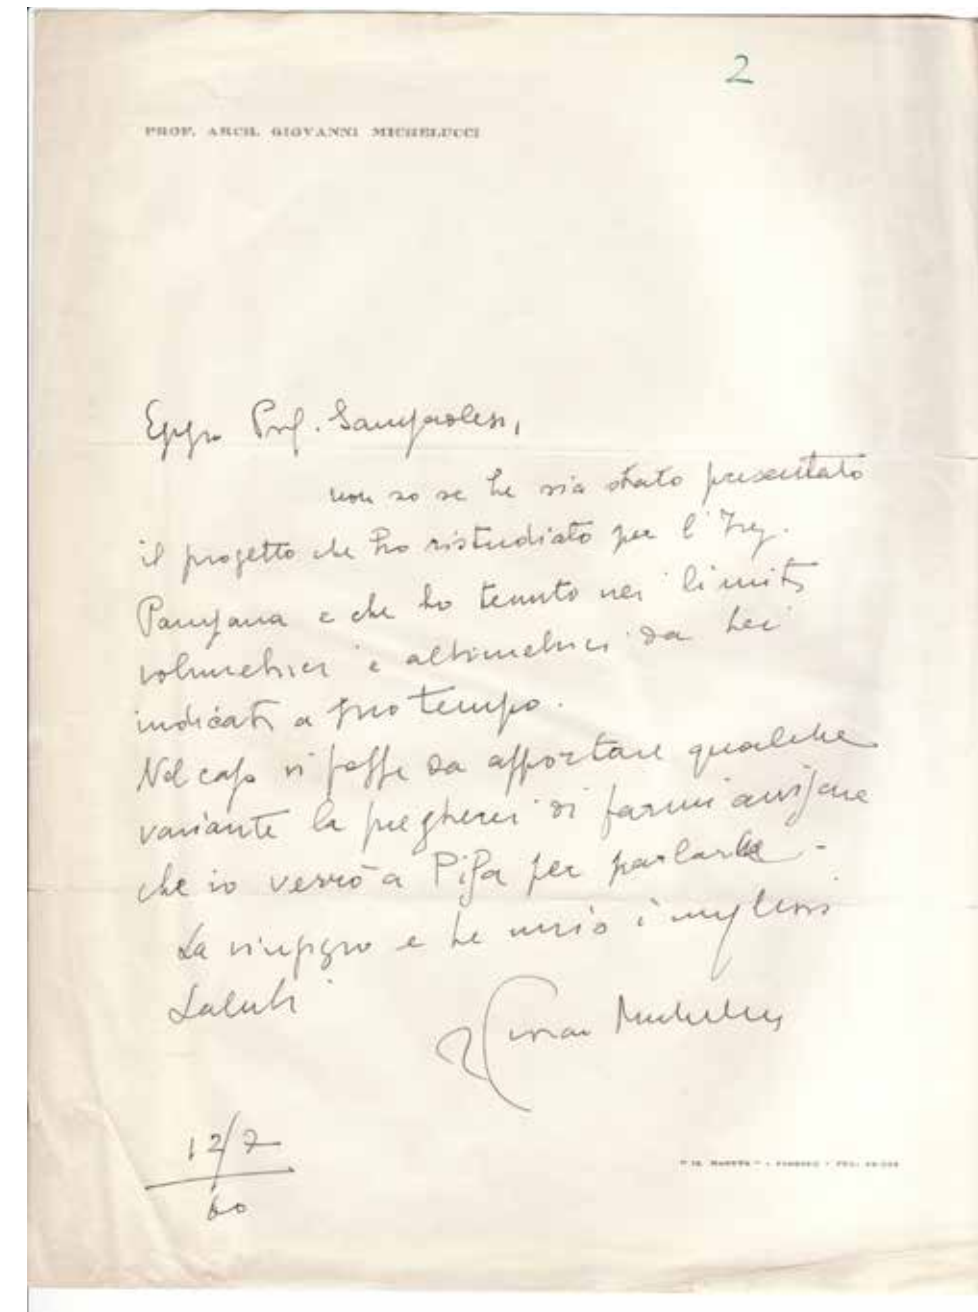 2
PROF. ARCH. GIOVANNI MICHELUCCI
Egr. Prof. Sanpaolesi,
non so se Le sia stato presentato
il progetto che ho ristudiato per l'Ing.
Pampana e che ho tenuto nei limiti
volumetrici e altimetrici da Lei
indicati a suo tempo.
Nel caso vi fosse da apportare qualche
variante la pregherei di farmi avvisare
che io verrò a Pisa per parlarLe -
La ringrazio e Le invio i migliori
Saluti
Giovanni Michelucci
12/7
60
" - FIESOLE - TEL.